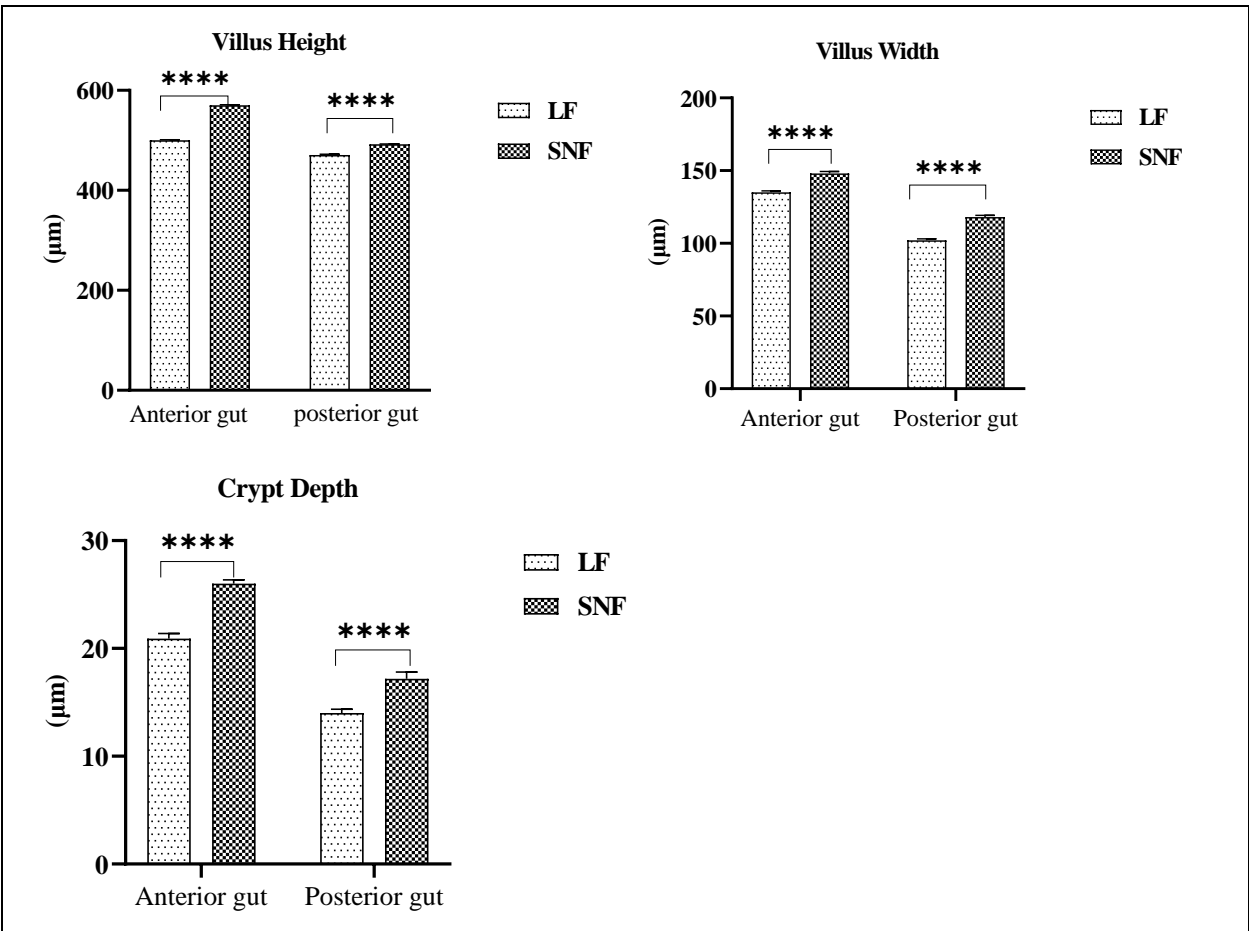 Villus Height
****
****
600
400
200
0
(µm)
Anterior gut
posterior gut
LF
SNF
Villus Width
****
****
200
150
100
50
0
(µm)
Anterior gut
Posterior gut
LF
SNF
Crypt Depth
****
****
30
20
10
0
(µm)
Anterior gut
Posterior gut
LF
SNF